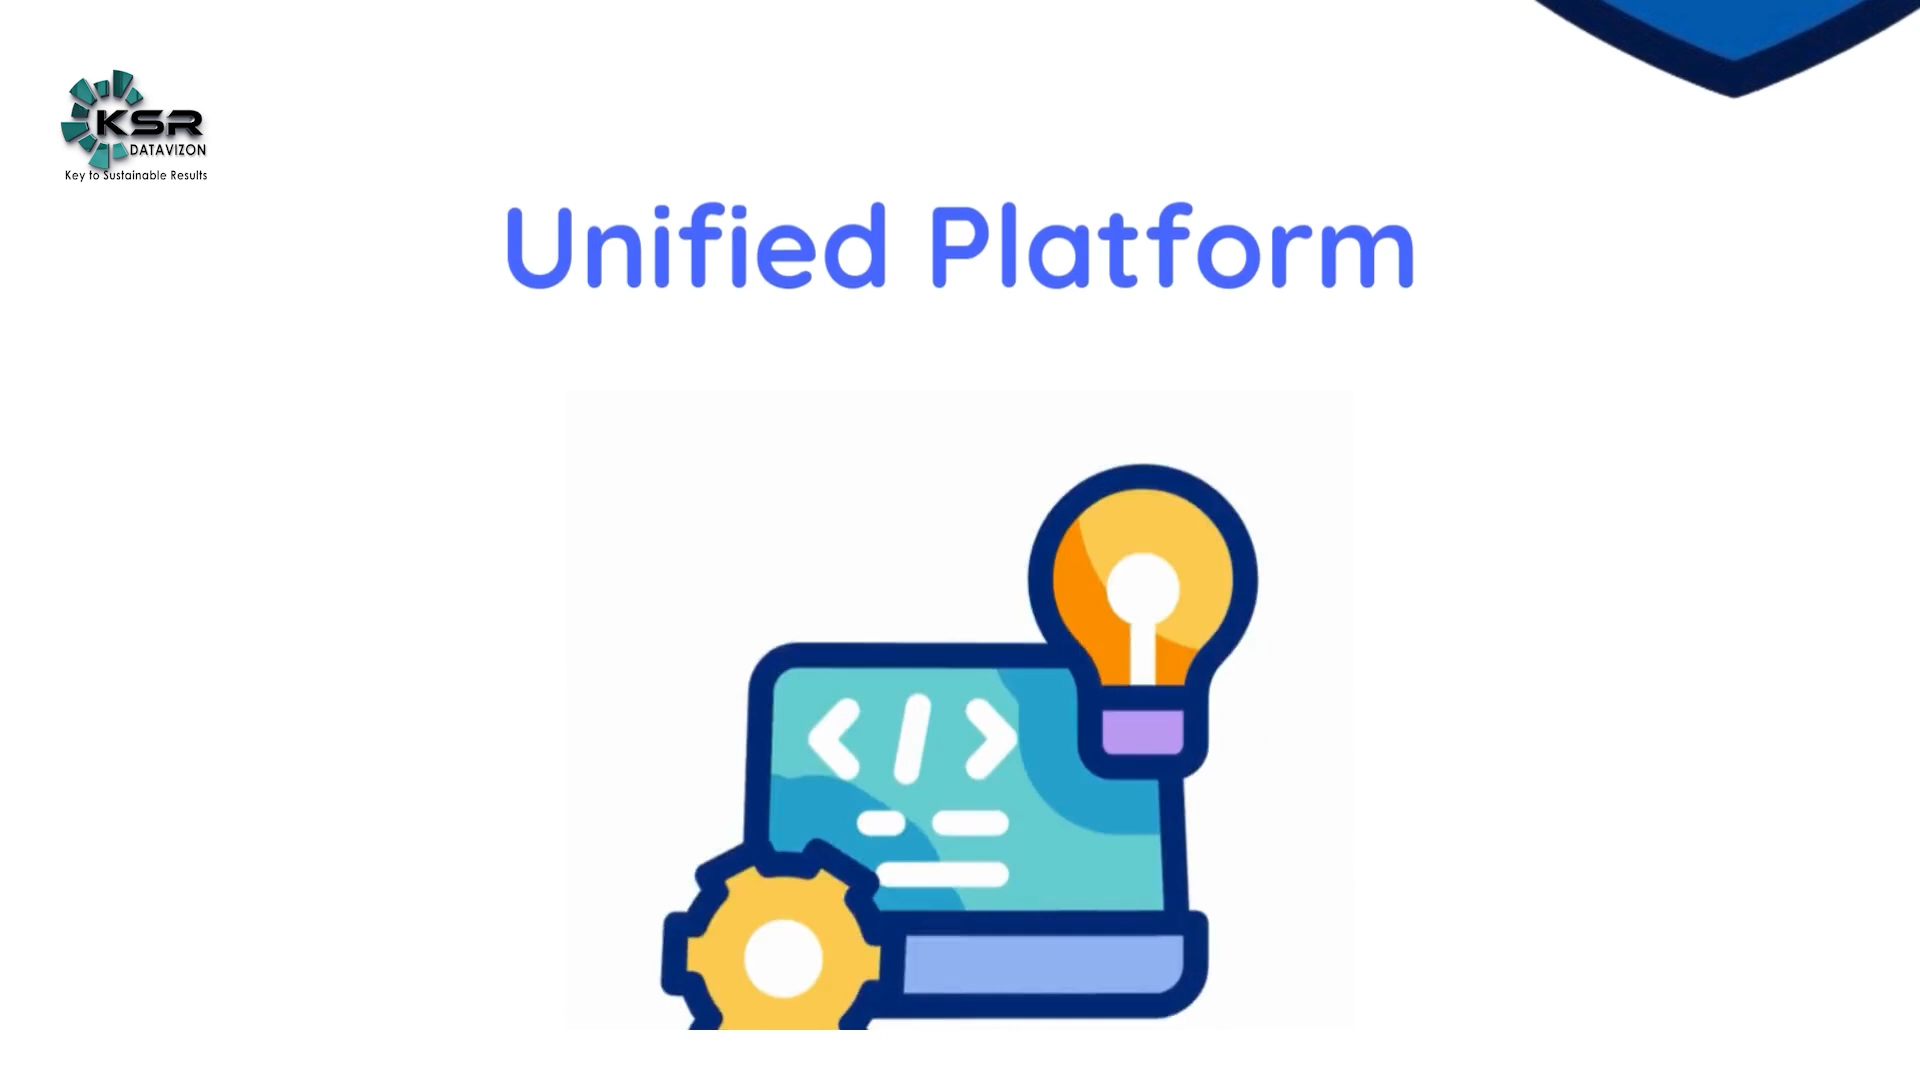 KSR
DATAVIZON
Key to Sustainable Results
Unified Platform